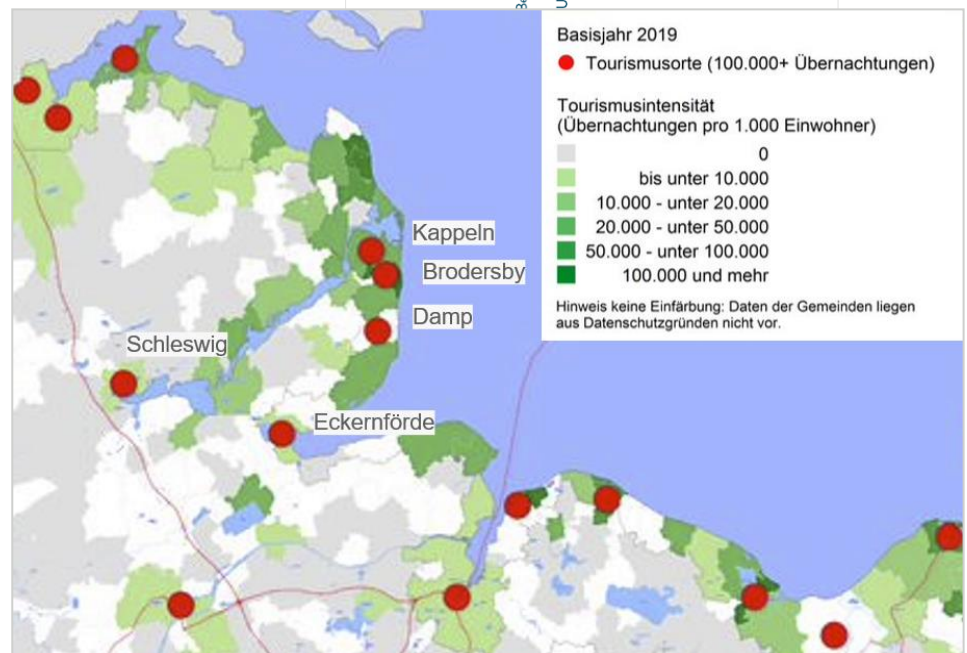 Basisjahr 2019
Tourismusorte (100.000+ Übernachtungen)
Tourismusintensität
(Übernachtungen pro 1.000 Einwohner)
0
bis unter 10.000
10.000 - unter 20.000
20.000 - unter 50.000
50.000 - unter 100.000
100.000 und mehr
Hinweis keine Einfärbung: Daten der Gemeinden liegen
aus Datenschutzgründen nicht vor.
Kappeln
Brodersby
Damp
Schleswig
Eckernförde